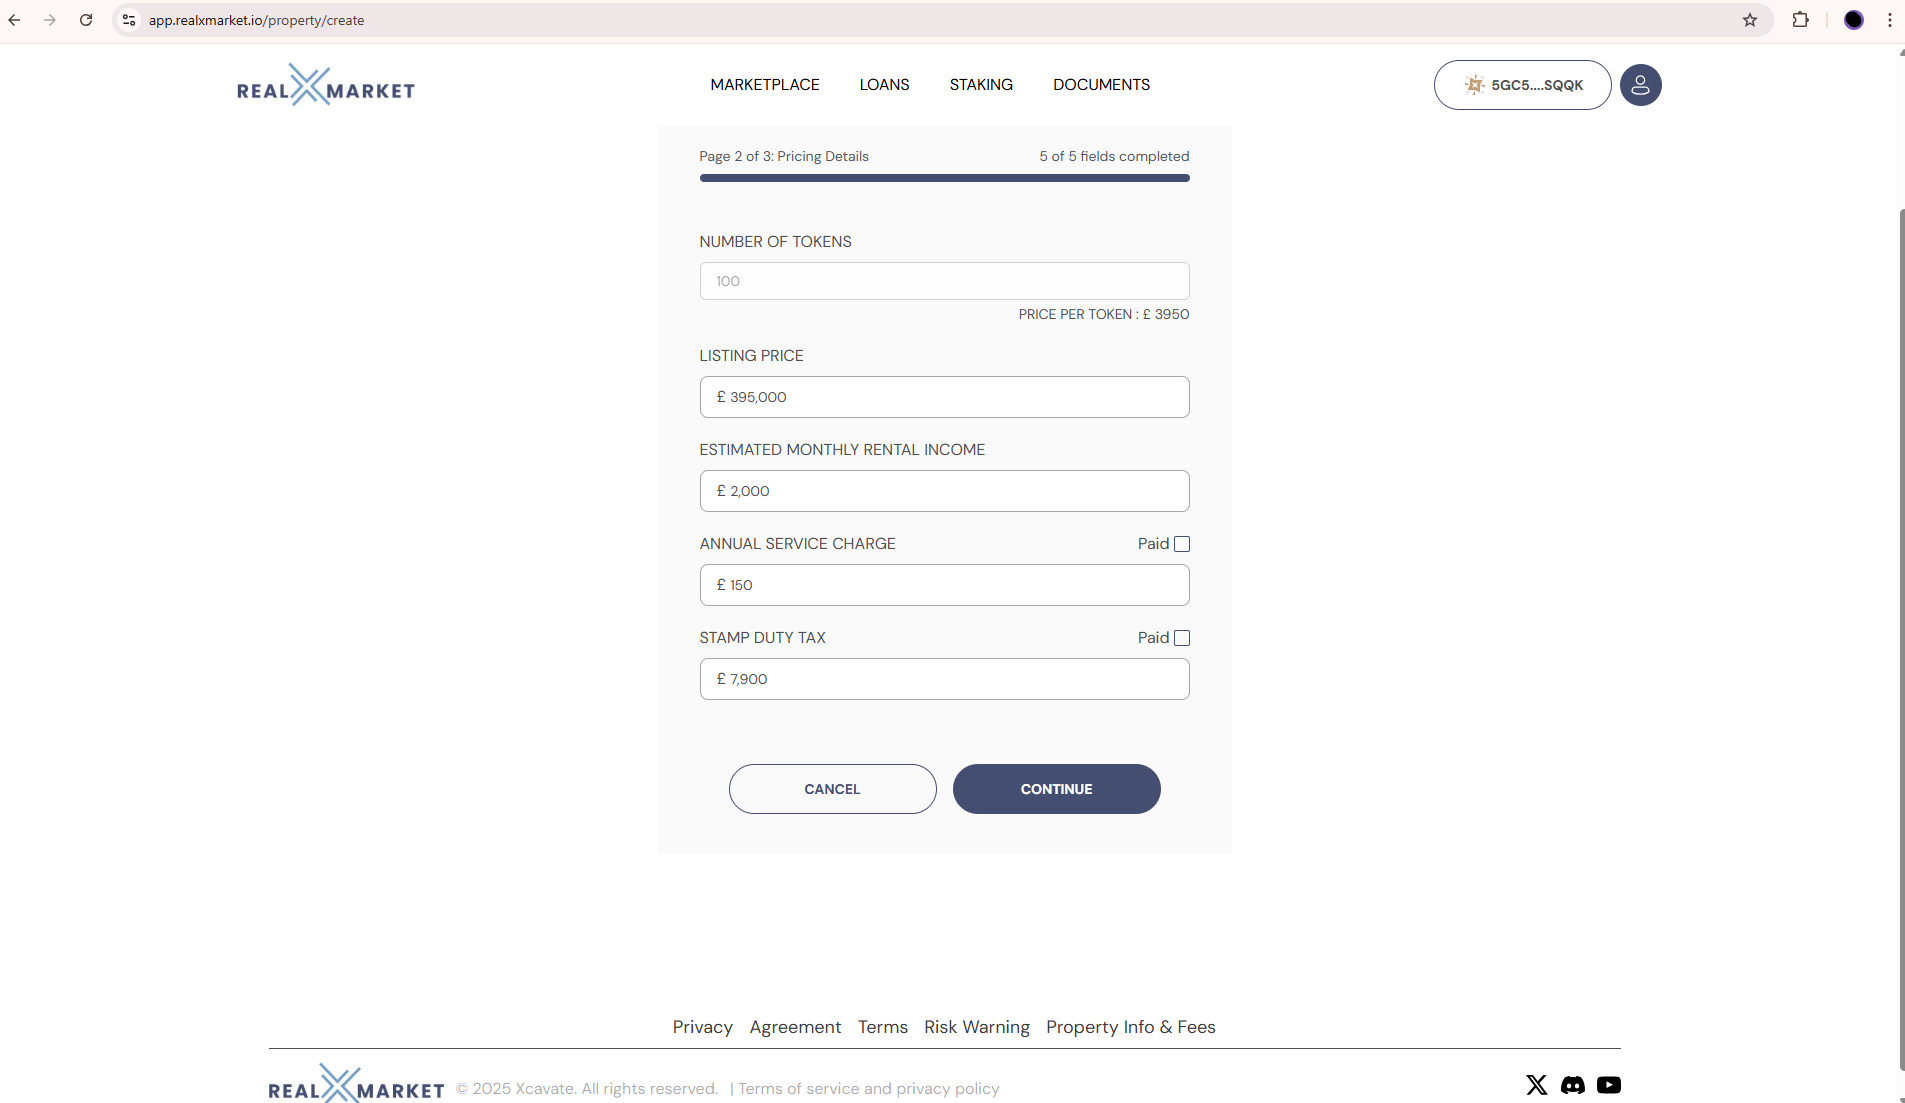 app.realxmarket.io/property/create
REAL MARKET
MARKETPLACE LOANS STAKING DOCUMENTS
5GC5....SQQK
Page 2 of 3: Pricing Details 5 of 5 fields completed
NUMBER OF TOKENS
100
PRICE PER TOKEN : £ 3950
LISTING PRICE
£ 395,000
ESTIMATED MONTHLY RENTAL INCOME
£ 2,000
ANNUAL SERVICE CHARGE Paid
£ 150
STAMP DUTY TAX Paid
£ 7,900
CANCEL CONTINUE
Privacy Agreement Terms Risk Warning Property Info & Fees
REAL MARKET © 2025 Xcavate. All rights reserved. | Terms of service and privacy policy